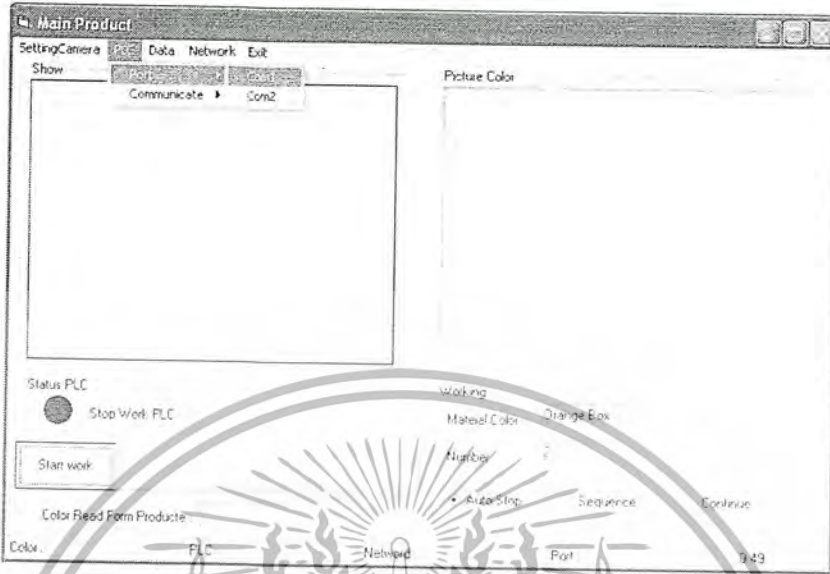 Main Product
SettingCamera PLC Data Network Exit
Show
Port Com1
Communicate Com2
Picture Color
Status PLC
Stop Work PLC
Start work
Color Read Form Producte
Working
Material Color Orange Box
Number
Auto Stop Sequence Continue
Color. PLC Network Port 9:49